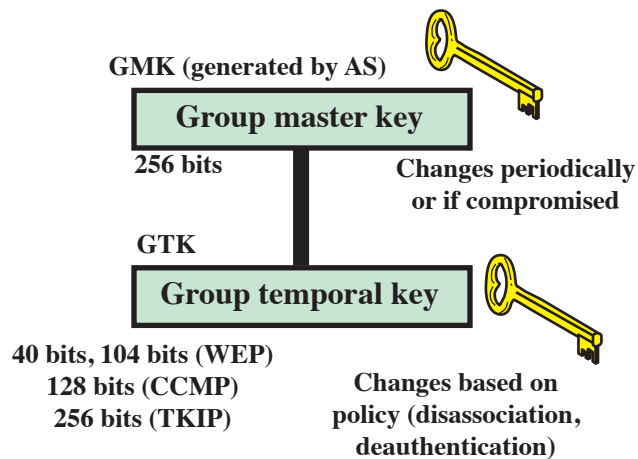 GMK (generated by AS)
Group master key
256 bits
Changes periodically
or if compromised
GTK
Group temporal key
40 bits, 104 bits (WEP)
128 bits (CCMP)
256 bits (TKIP)
Changes based on
policy (disassociation,
deauthentication)